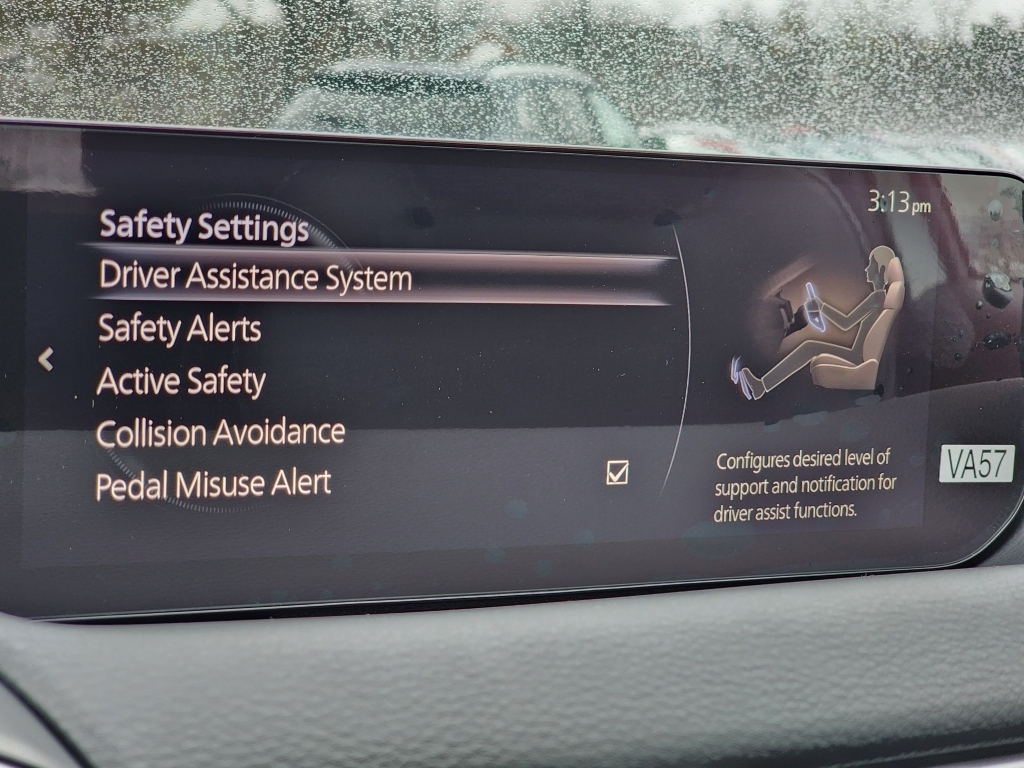 3:13 pm
Safety Settings
Driver Assistance System
Safety Alerts
Active Safety
Collision Avoidance
Pedal Misuse Alert
Configures desired level of
support and notification for
driver assist functions.
VA57